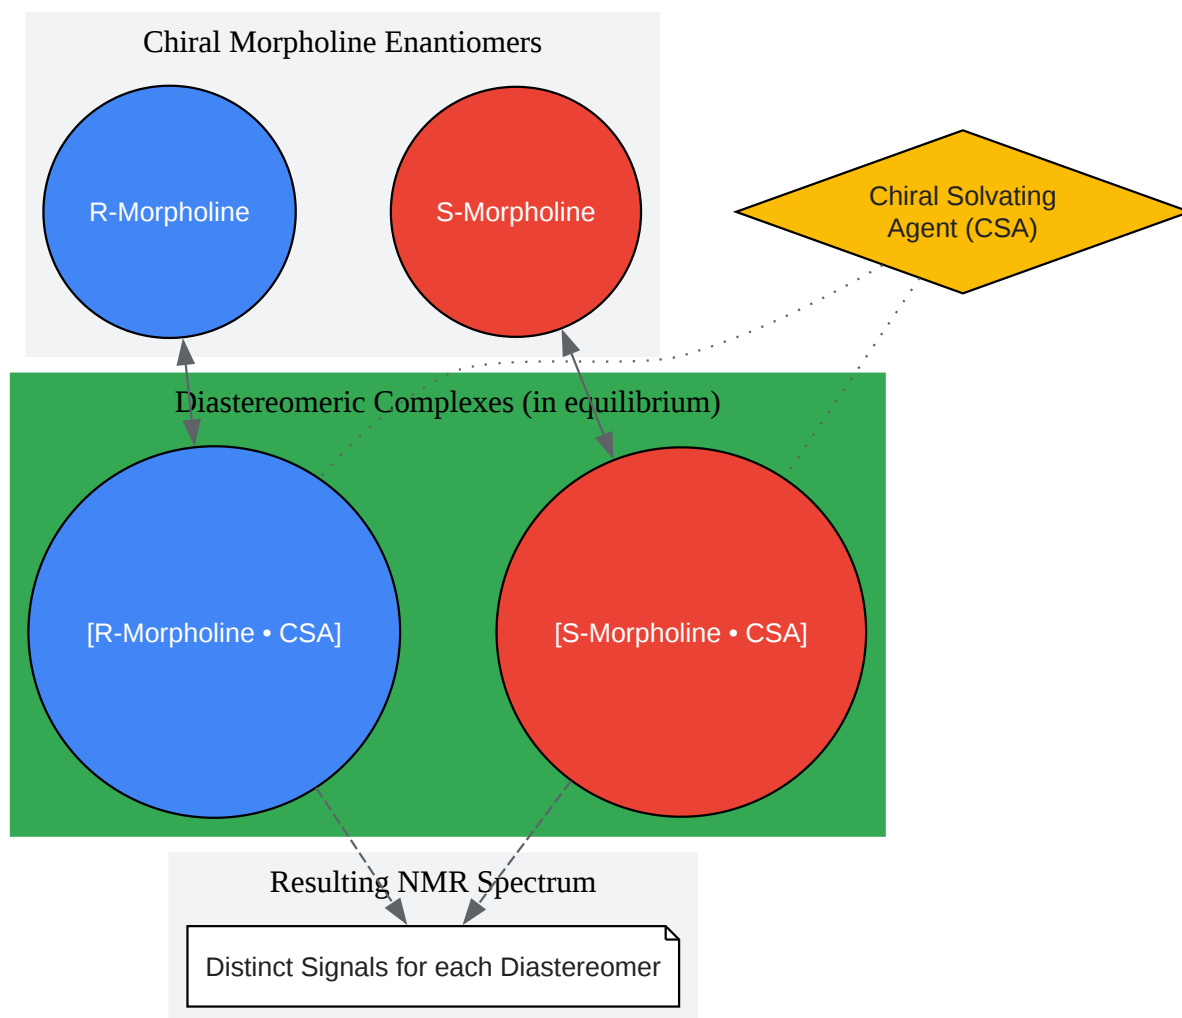 Chiral Morpholine Enantiomers
R-Morpholine
S-Morpholine
Chiral Solvating
Agent (CSA)
Diastereomeric Complexes (in equilibrium)
[R-Morpholine • CSA]
[S-Morpholine • CSA]
Resulting NMR Spectrum
Distinct Signals for each Diastereomer